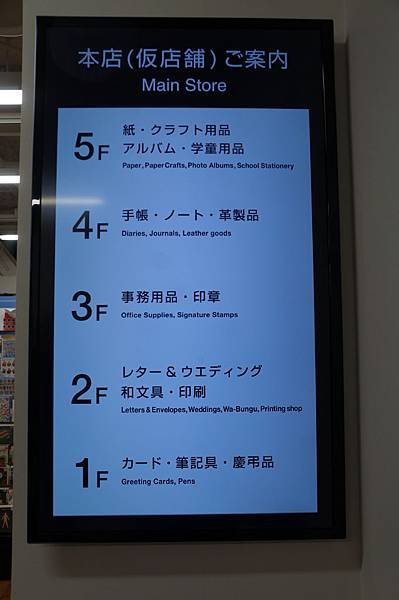 本店(仮店舗)ご案内
Main Store
5F
紙・クラフト用品
アルバム・学童用品
Paper, PaperCrafts, Photo Albums, School Stationery
4F
手帳・ノート・革製品
Diaries, Journals, Leather goods
3F
事務用品・印章
Office Supplies, Signature Stamps
2F
レター&ウエディング
和文具・印刷
Letters & Envelopes, Weddings, Wa-Bungu, Printing shop
1F
カード・筆記具・慶弔品
Greeting Cards, Pens